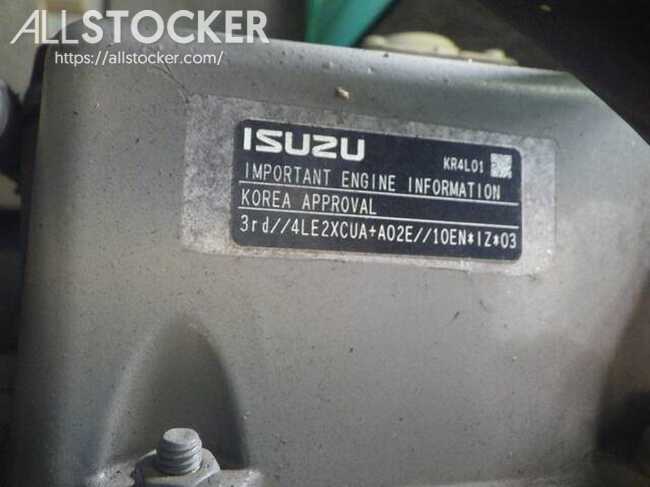 ALLSTOCKER
https://allstocker.com/
ISUZU
KR4L01
IMPORTANT ENGINE INFORMATION
KOREA APPROVAL
3rd//4LE2XCUA+A02E//10EN*IZ*03